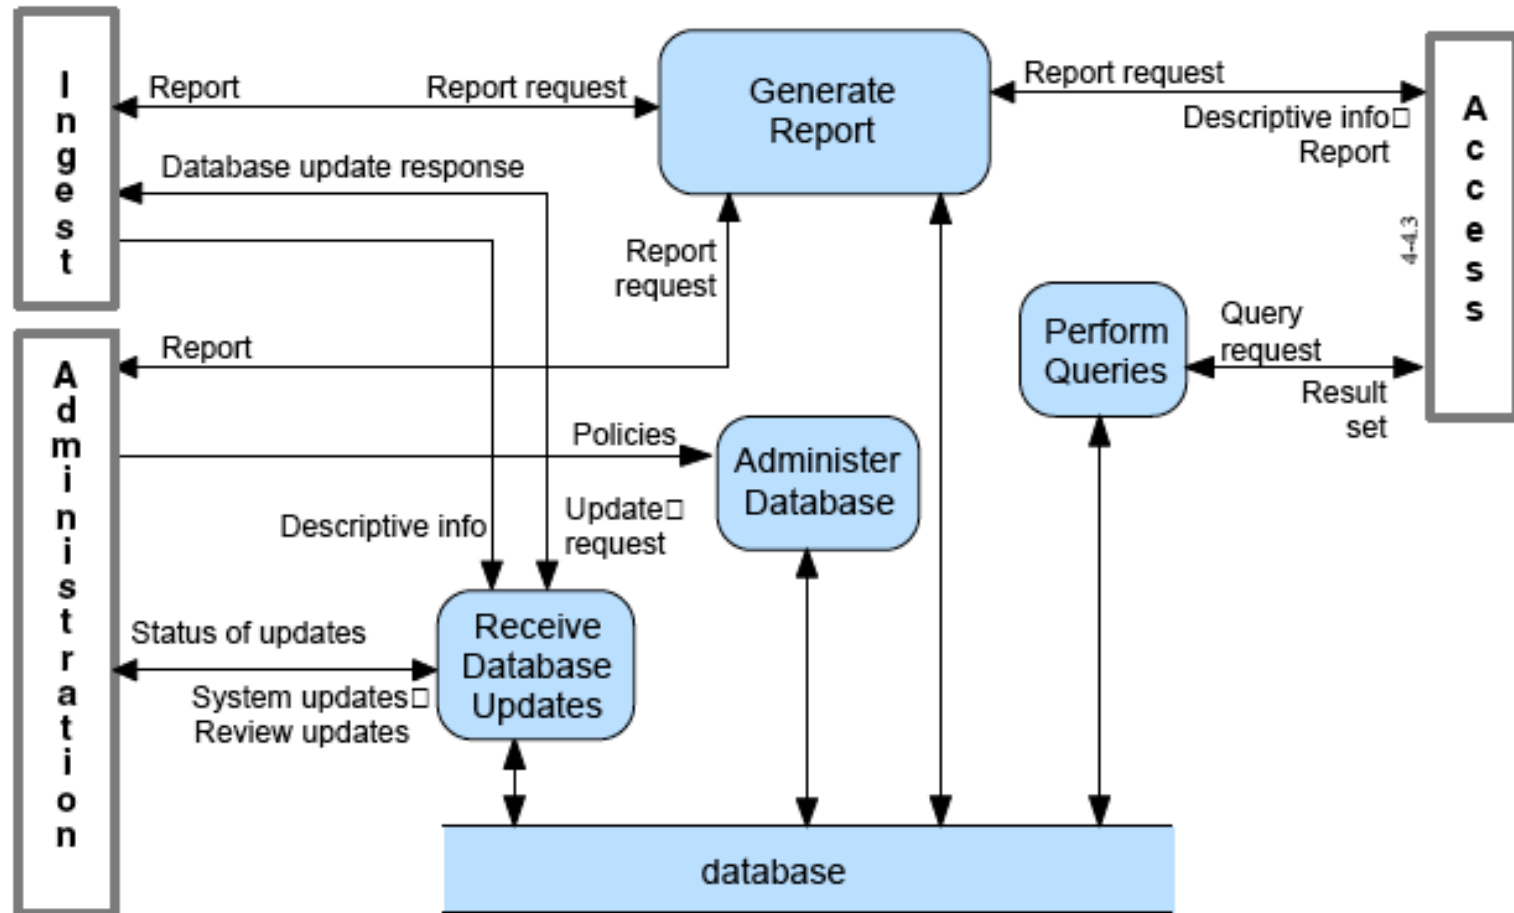 Ingest
Report
Report request
Generate
Report
Report request
Descriptive info□
Report
Access
4-4.3
Database update response
Report
request
Administration
Report
Perform
Queries
Query
request
Result
set
Policies
Administer
Database
Descriptive info
Update□
request
Receive
Database
Updates
Status of updates
System updates□
Review updates
database